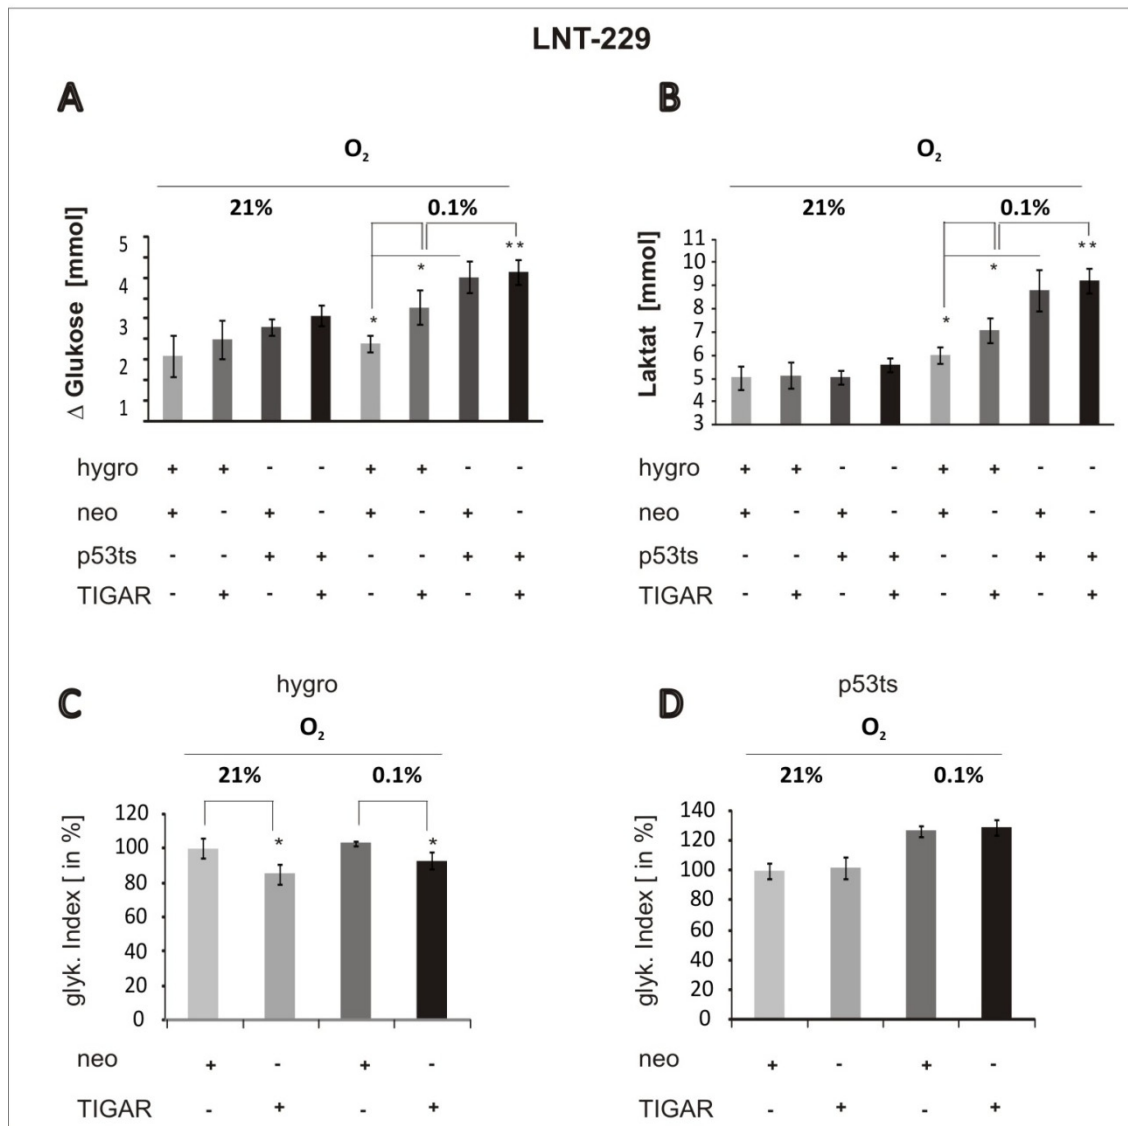 LNT-229
A
O₂
21% 0.1%
Δ Glukose [mmol]
5
4
3
2
1
* * **
hygro + + - - + + - -
neo + - + - + - + -
p53ts - - + + - - + +
TIGAR - + - + - + - +
B
O₂
21% 0.1%
Laktat [mmol]
11
10
9
7
6
5
4
3
* * **
hygro + + - - + + - -
neo + - + - + - + -
p53ts - - + + - - + +
TIGAR - + - + - + - +
C
hygro
O₂
21% 0.1%
glyk. Index [ in %]
120
100
80
60
40
20
0
* *
neo + - + -
TIGAR - + - +
D
p53ts
O₂
21% 0.1%
glyk. Index [ in %]
140
120
100
80
60
40
20
0
neo + - + -
TIGAR - + - +